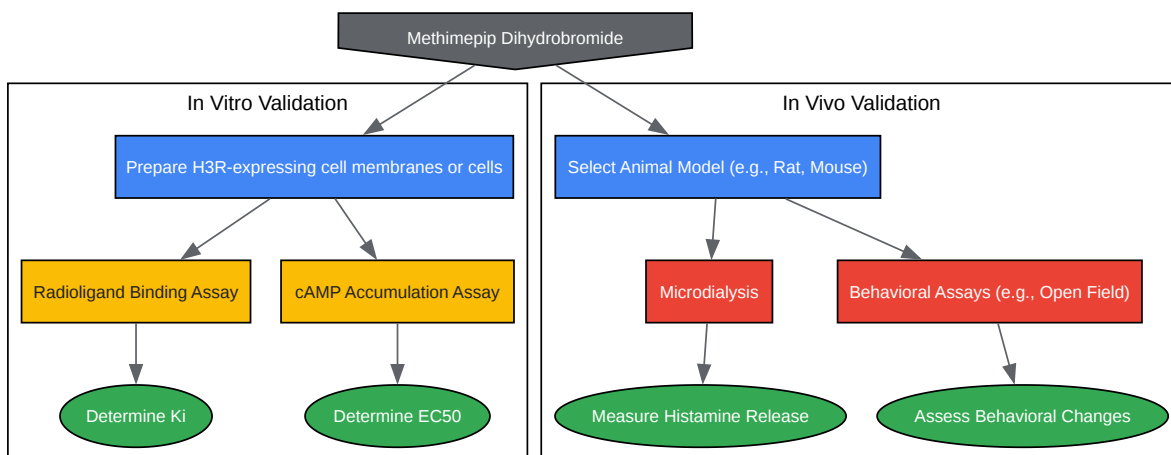 Methimepip Dihydrobromide
In Vitro Validation
In Vivo Validation
Prepare H3R-expressing cell membranes or cells
Select Animal Model (e.g., Rat, Mouse)
Radioligand Binding Assay
cAMP Accumulation Assay
Microdialysis
Behavioral Assays (e.g., Open Field)
Determine Ki
Determine EC50
Measure Histamine Release
Assess Behavioral Changes